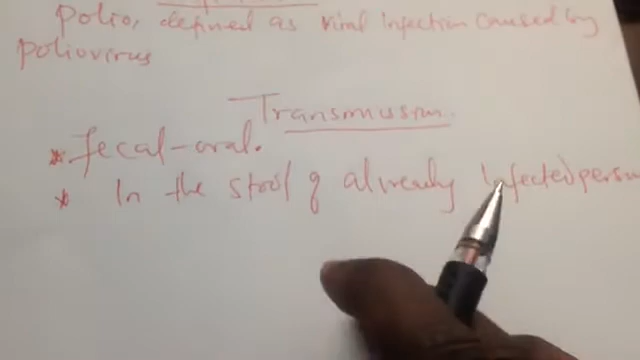 Polio, defined as viral infection caused by
poliovirus
Transmission.
* fecal-oral.
* In the stool of already infected person